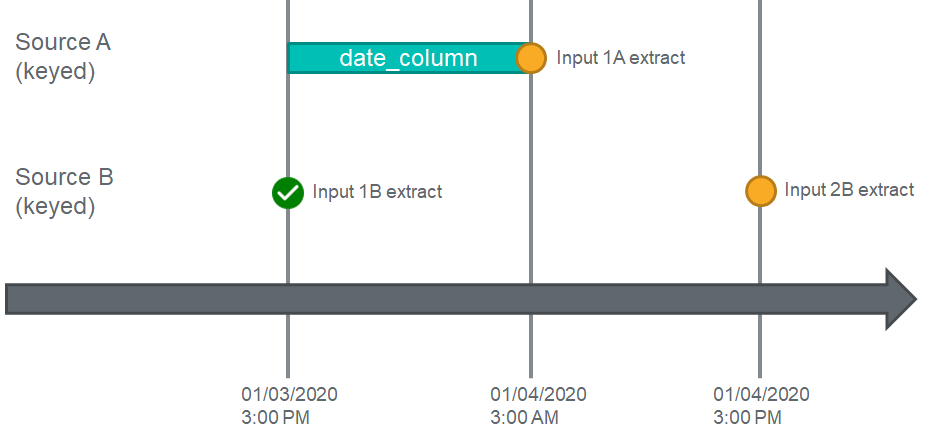 Source A
(keyed)
date_column
Input 1A extract
Source B
(keyed)
Input 1B extract
Input 2B extract
01/03/2020
3:00 PM
01/04/2020
3:00 AM
01/04/2020
3:00 PM